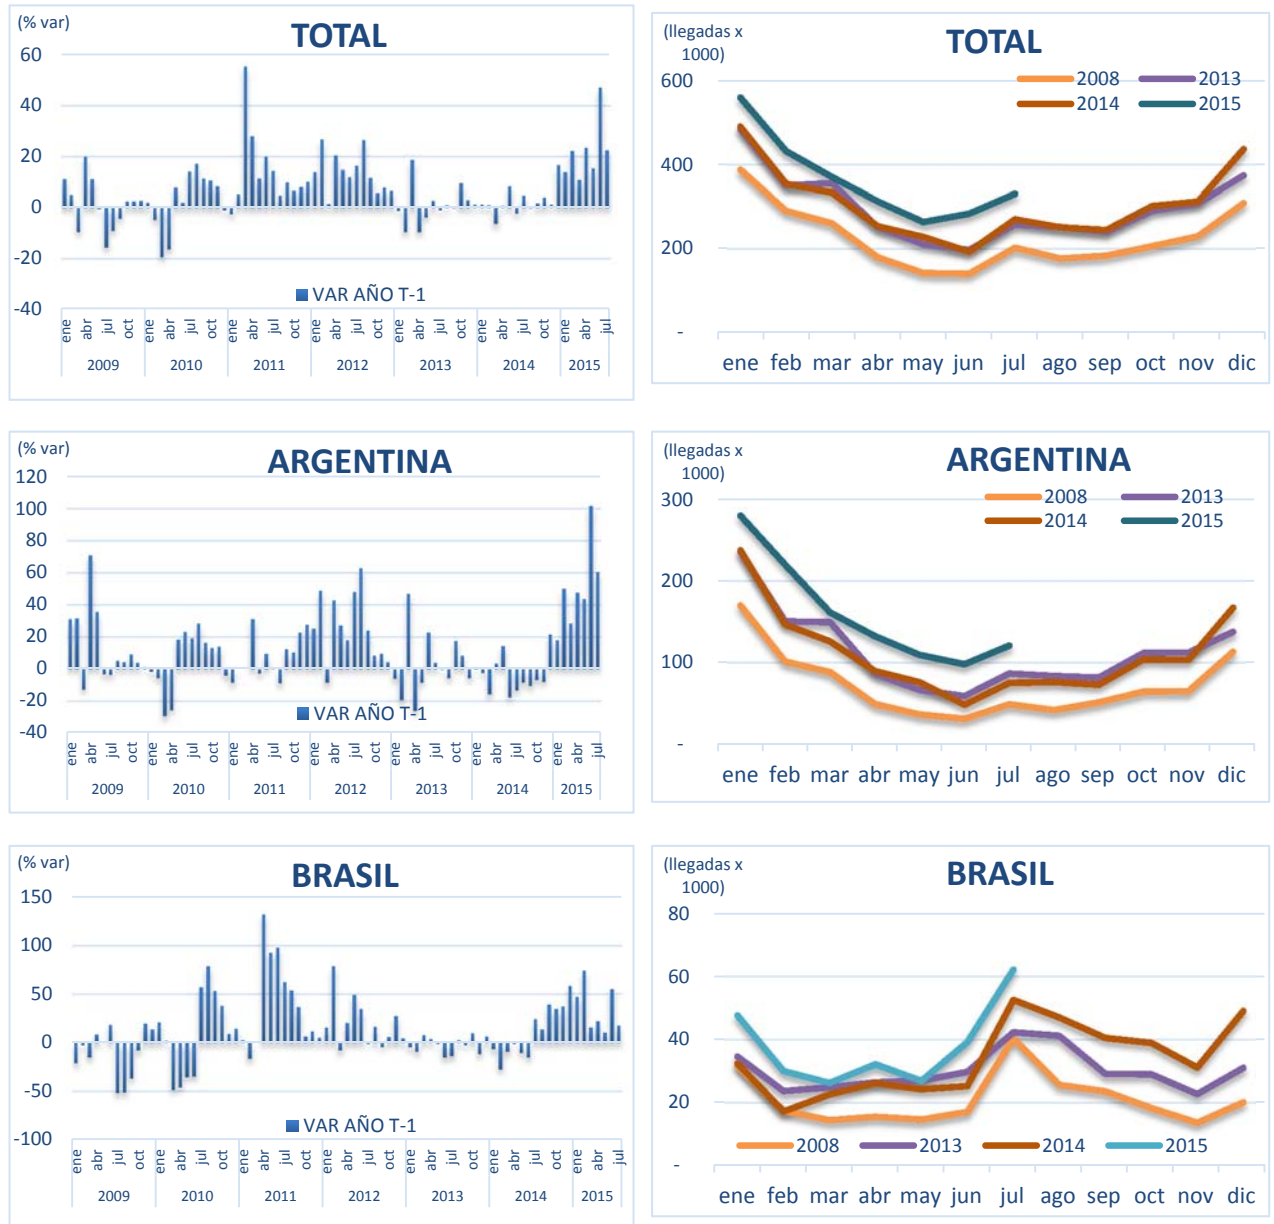 (% var)
TOTAL
60
40
20
0
-20
-40
VAR AÑO T-1
ene abr jul oct ene abr jul oct ene abr jul oct ene abr jul oct ene abr jul oct ene abr jul oct ene abr jul
2009 2010 2011 2012 2013 2014 2015
(llegadas x
1000)
TOTAL
600
400
200
-
2008 2013
2014 2015
ene feb mar abr may jun jul ago sep oct nov dic
(% var)
ARGENTINA
120
100
80
60
40
20
0
-20
-40
VAR AÑO T-1
ene abr jul oct ene abr jul oct ene abr jul oct ene abr jul oct ene abr jul oct ene abr jul oct ene abr jul
2009 2010 2011 2012 2013 2014 2015
(llegadas x
1000)
ARGENTINA
300
200
100
-
2008 2013
2014 2015
ene feb mar abr may jun jul ago sep oct nov dic
(% var)
BRASIL
150
100
50
0
-50
-100
VAR AÑO T-1
ene abr jul oct ene abr jul oct ene abr jul oct ene abr jul oct ene abr jul oct ene abr jul oct ene abr jul
2009 2010 2011 2012 2013 2014 2015
(llegadas x
1000)
BRASIL
80
60
40
20
-
2008 2013 2014 2015
ene feb mar abr may jun jul ago sep oct nov dic